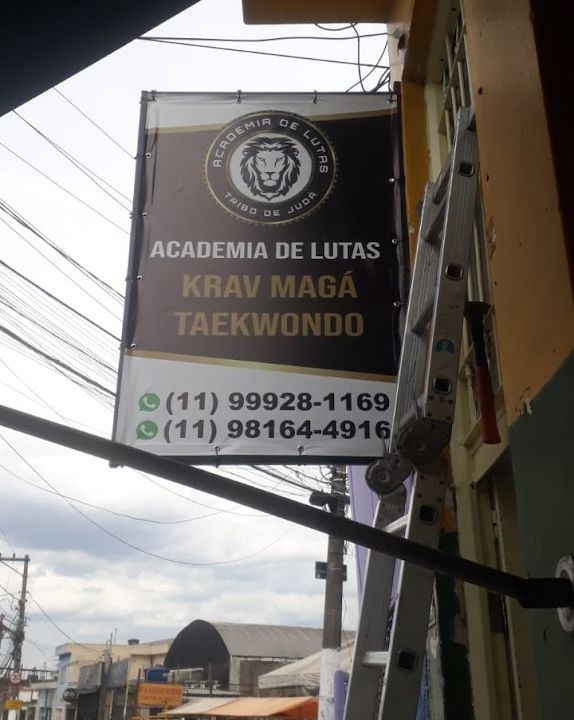 ACADEMIA DE LUTAS
TRIBO DE JUDÁ
ACADEMIA DE LUTAS
KRAV MAGÁ
TAEKWONDO
(11) 99928-1169
(11) 98164-4916